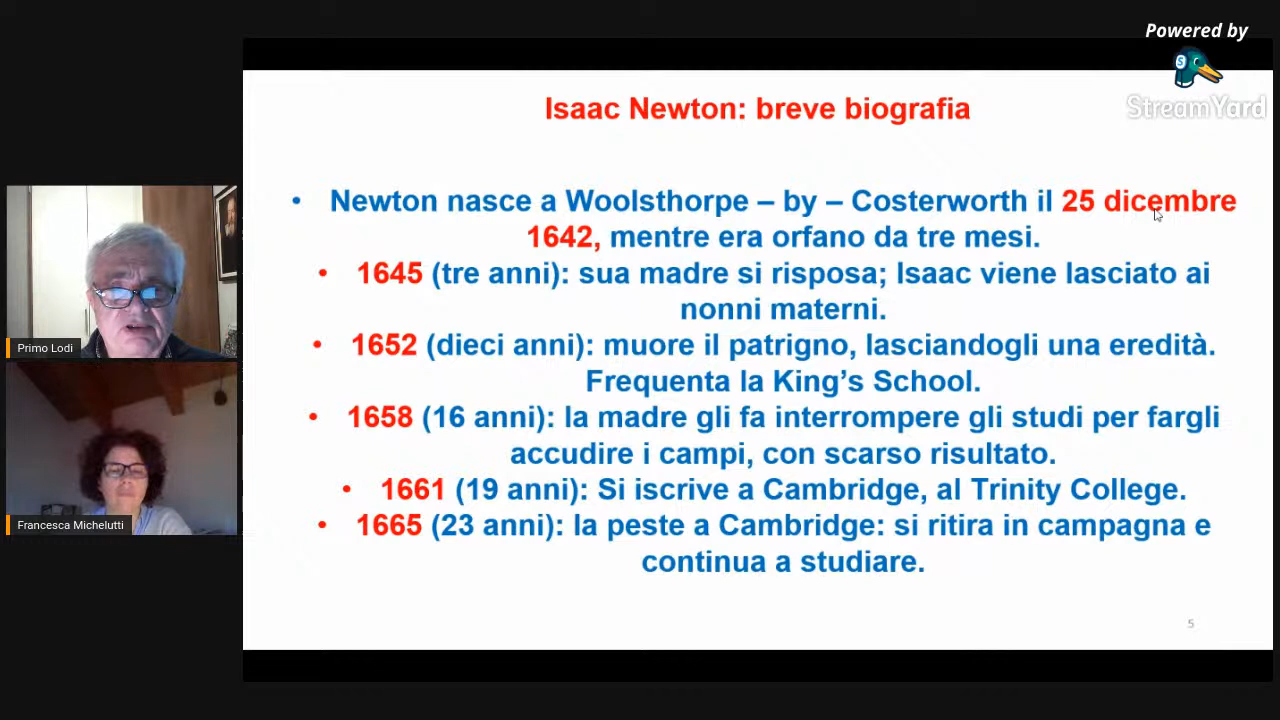 Powered by
StreamYard
Isaac Newton: breve biografia
• Newton nasce a Woolsthorpe – by – Costerworth il 25 dicembre
1642, mentre era orfano da tre mesi.
• 1645 (tre anni): sua madre si risposa; Isaac viene lasciato ai
nonni materni.
• 1652 (dieci anni): muore il patrigno, lasciandogli una eredità.
Frequenta la King's School.
• 1658 (16 anni): la madre gli fa interrompere gli studi per fargli
accudire i campi, con scarso risultato.
• 1661 (19 anni): Si iscrive a Cambridge, al Trinity College.
• 1665 (23 anni): la peste a Cambridge: si ritira in campagna e
continua a studiare.
5
Primo Lodi
Francesca Michelutti